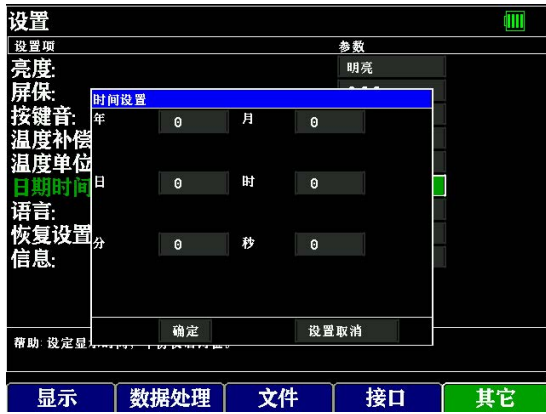 设置
设置项 参数
亮度: 明亮
屏保:
按键音:
温度补偿
温度单位
日期时间
语言:
恢复设置
信息:
时间设置
年 0 月 0
日 0 时 0
分 0 秒 0
确定 设置取消
帮助: 设定显
显示 数据处理 文件 接口 其它